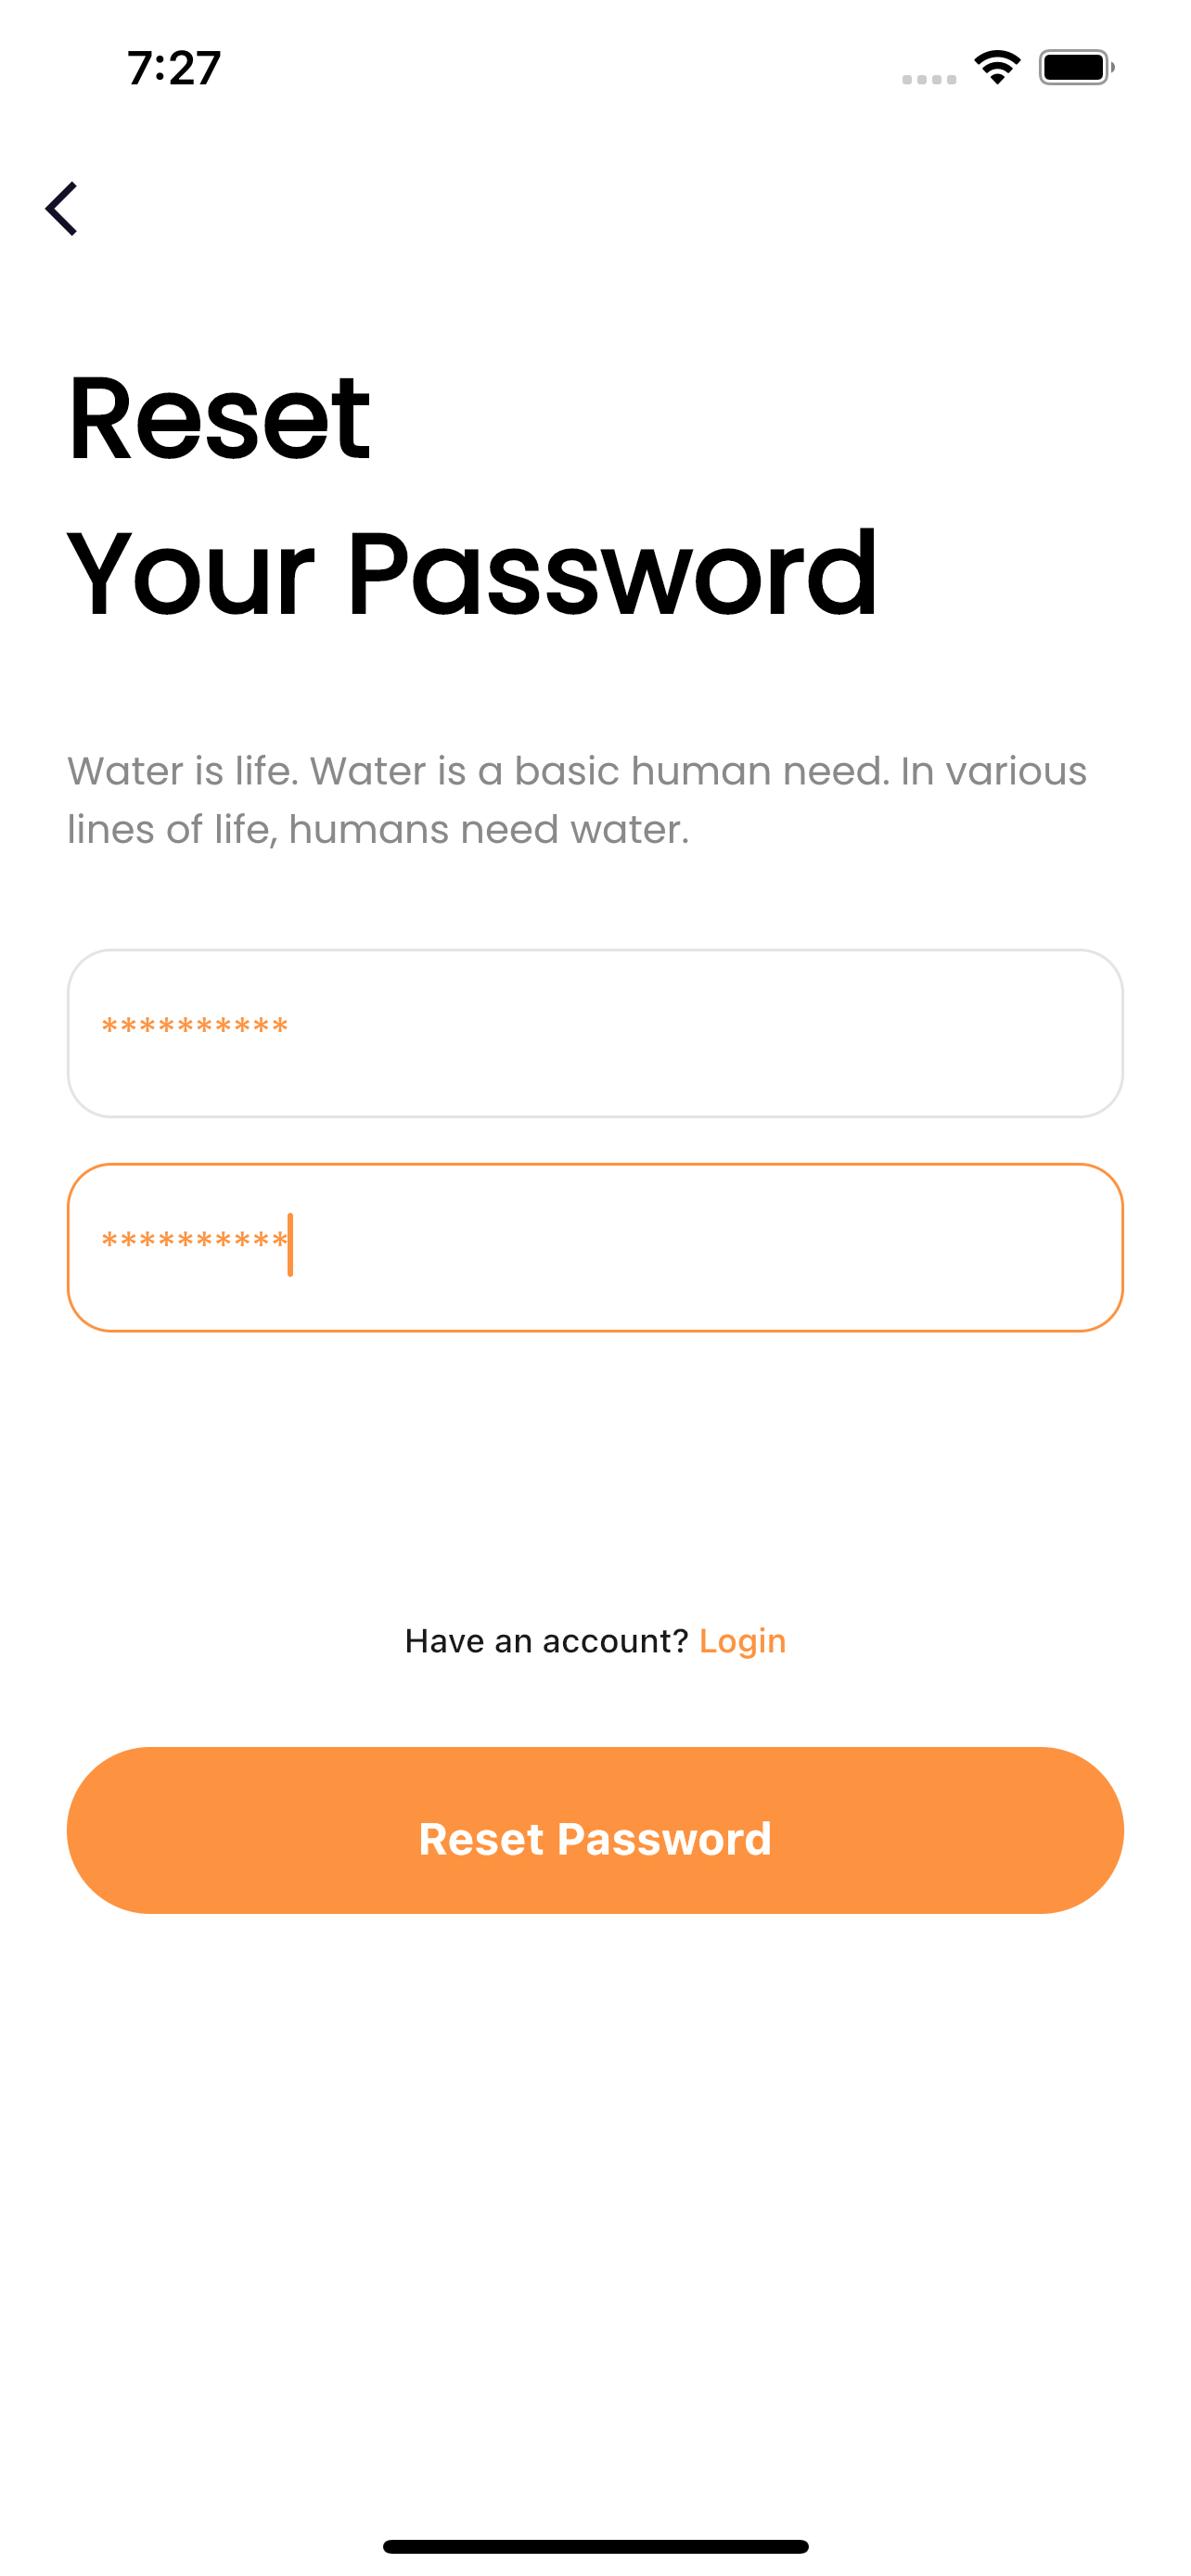 7:27
Reset
Your Password
Water is life. Water is a basic human need. In various
lines of life, humans need water.
**********
**********
Have an account? Login
Reset Password